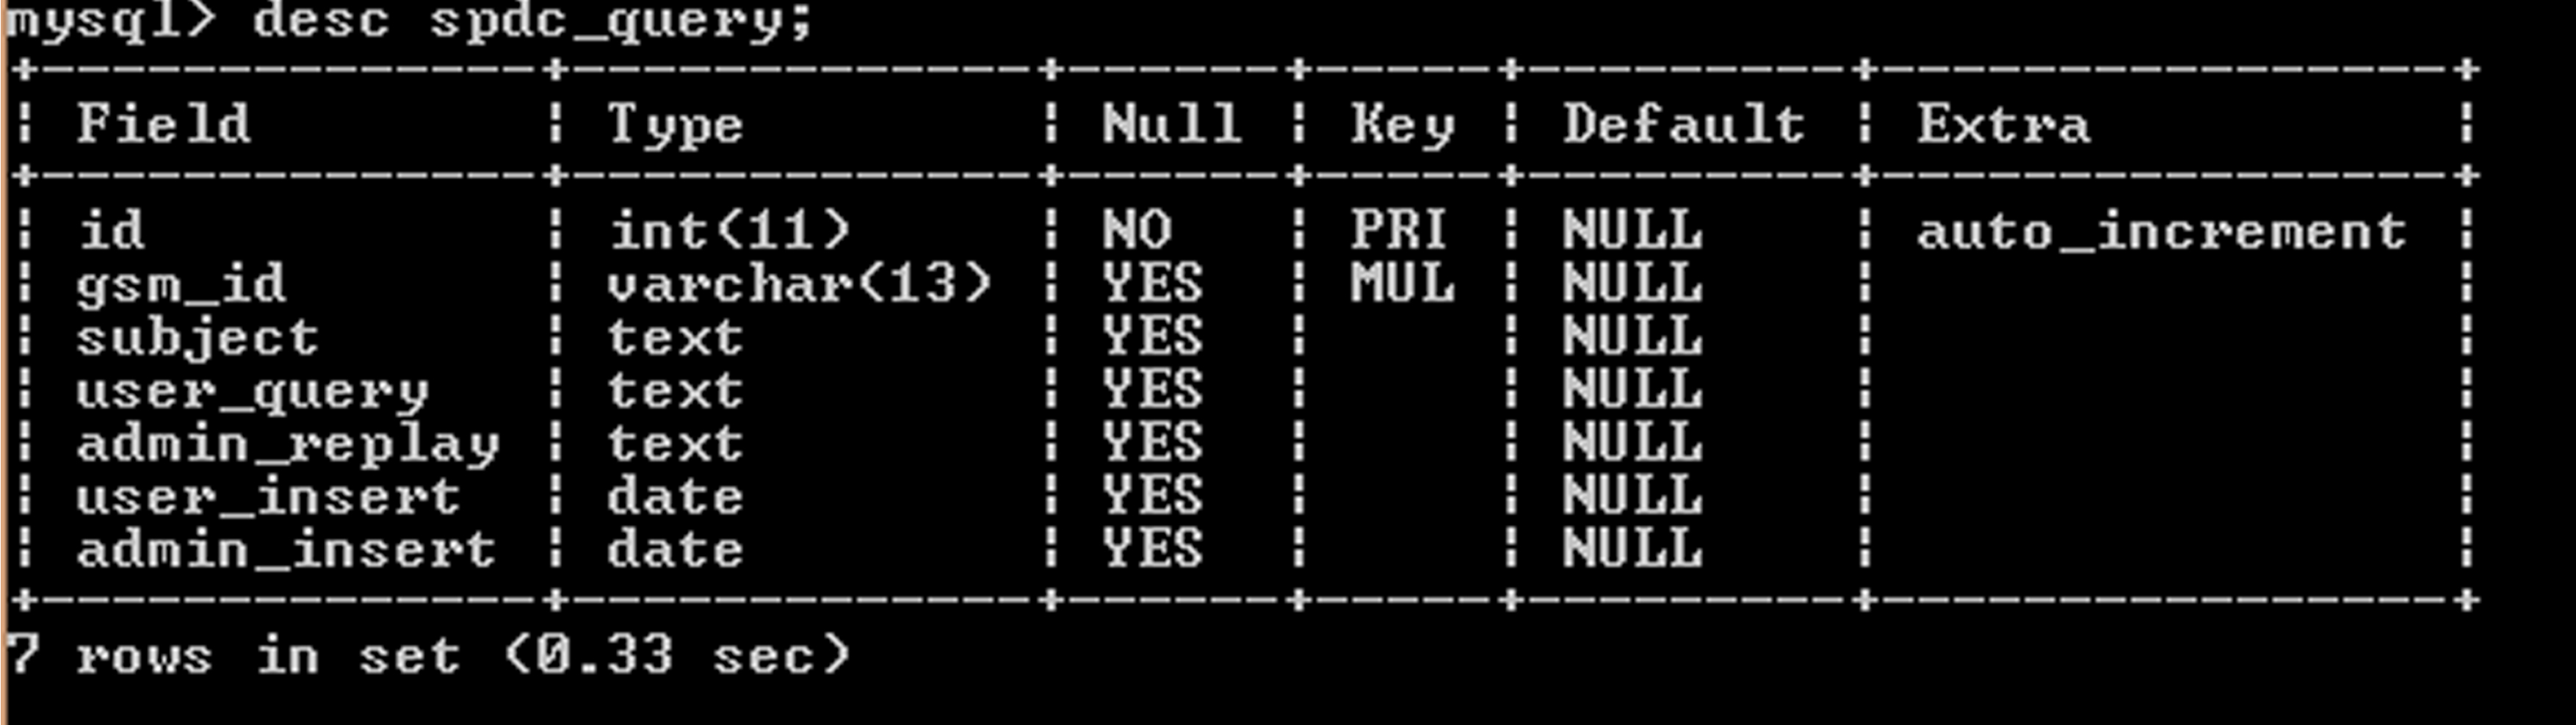 mysql> desc spdc_query;
+---------------+--------------+------+-----+---------+----------------+
| Field         | Type         | Null | Key | Default | Extra          |
+---------------+--------------+------+-----+---------+----------------+
| id            | int(11)      | NO   | PRI | NULL    | auto_increment |
| gsm_id        | varchar(13)  | YES  | MUL | NULL    |                |
| subject       | text         | YES  |     | NULL    |                |
| user_query    | text         | YES  |     | NULL    |                |
| admin_replay  | text         | YES  |     | NULL    |                |
| user_insert   | date         | YES  |     | NULL    |                |
| admin_insert  | date         | YES  |     | NULL    |                |
+---------------+--------------+------+-----+---------+----------------+
7 rows in set (0.33 sec)